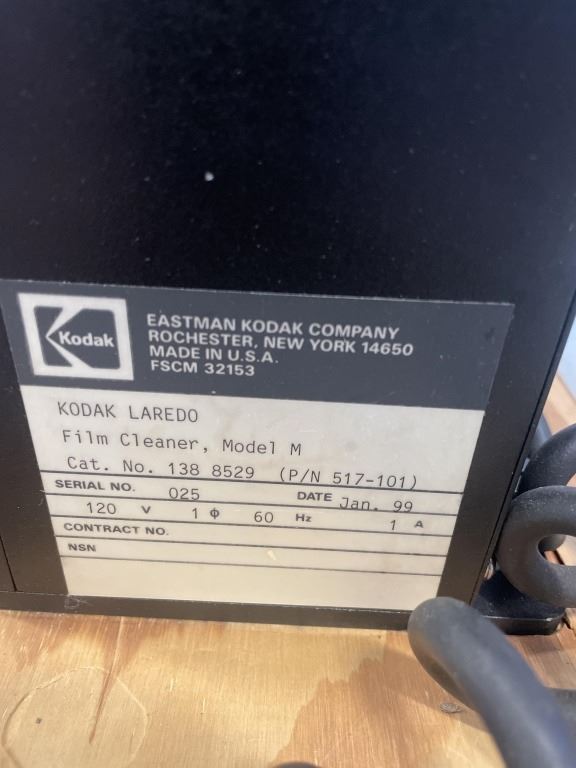 Kodak
EASTMAN KODAK COMPANY
ROCHESTER, NEW YORK 14650
MADE IN U.S.A.
FSCM 32153
KODAK LAREDO
Film Cleaner, Model M
Cat. No. 138 8529 (P/N 517-101)
SERIAL NO. 025 DATE Jan. 99
120 V 1 ϕ 60 Hz 1 A
CONTRACT NO.
NSN